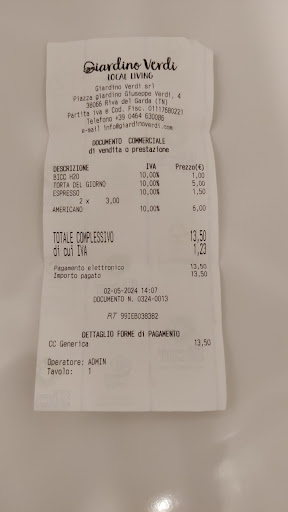 Giardino Verdi
LOCAL LIVING
Giardino Verdi srl
Piazza giardino Giuseppe Verdi, 4
38066 Riva del Garda (TN)
Partita iva e Cod. Fisc. 01117680221
Telefono +39 0464 630086
e-mail info@giardinoverdi.com
DOCUMENTO COMMERCIALE
di vendita o prestazione
DESCRIZIONE IVA Prezzo(€)
BICC H2O 10,00% 1,00
TORTA DEL GIORNO 10,00% 5,00
ESPRESSO 10,00% 1,50
2 x 3,00
AMERICANO 10,00% 6,00
TOTALE COMPLESSIVO 13,50
di cui IVA 1,23
Pagamento elettronico 13,50
Importo pagato 13,50
02-05-2024 14:07
DOCUMENTO N. 0324-0013
RT 99IEB038382
DETTAGLIO FORME di PAGAMENTO
CC Generica 13,50
Operatore: ADMIN
Tavolo: 1